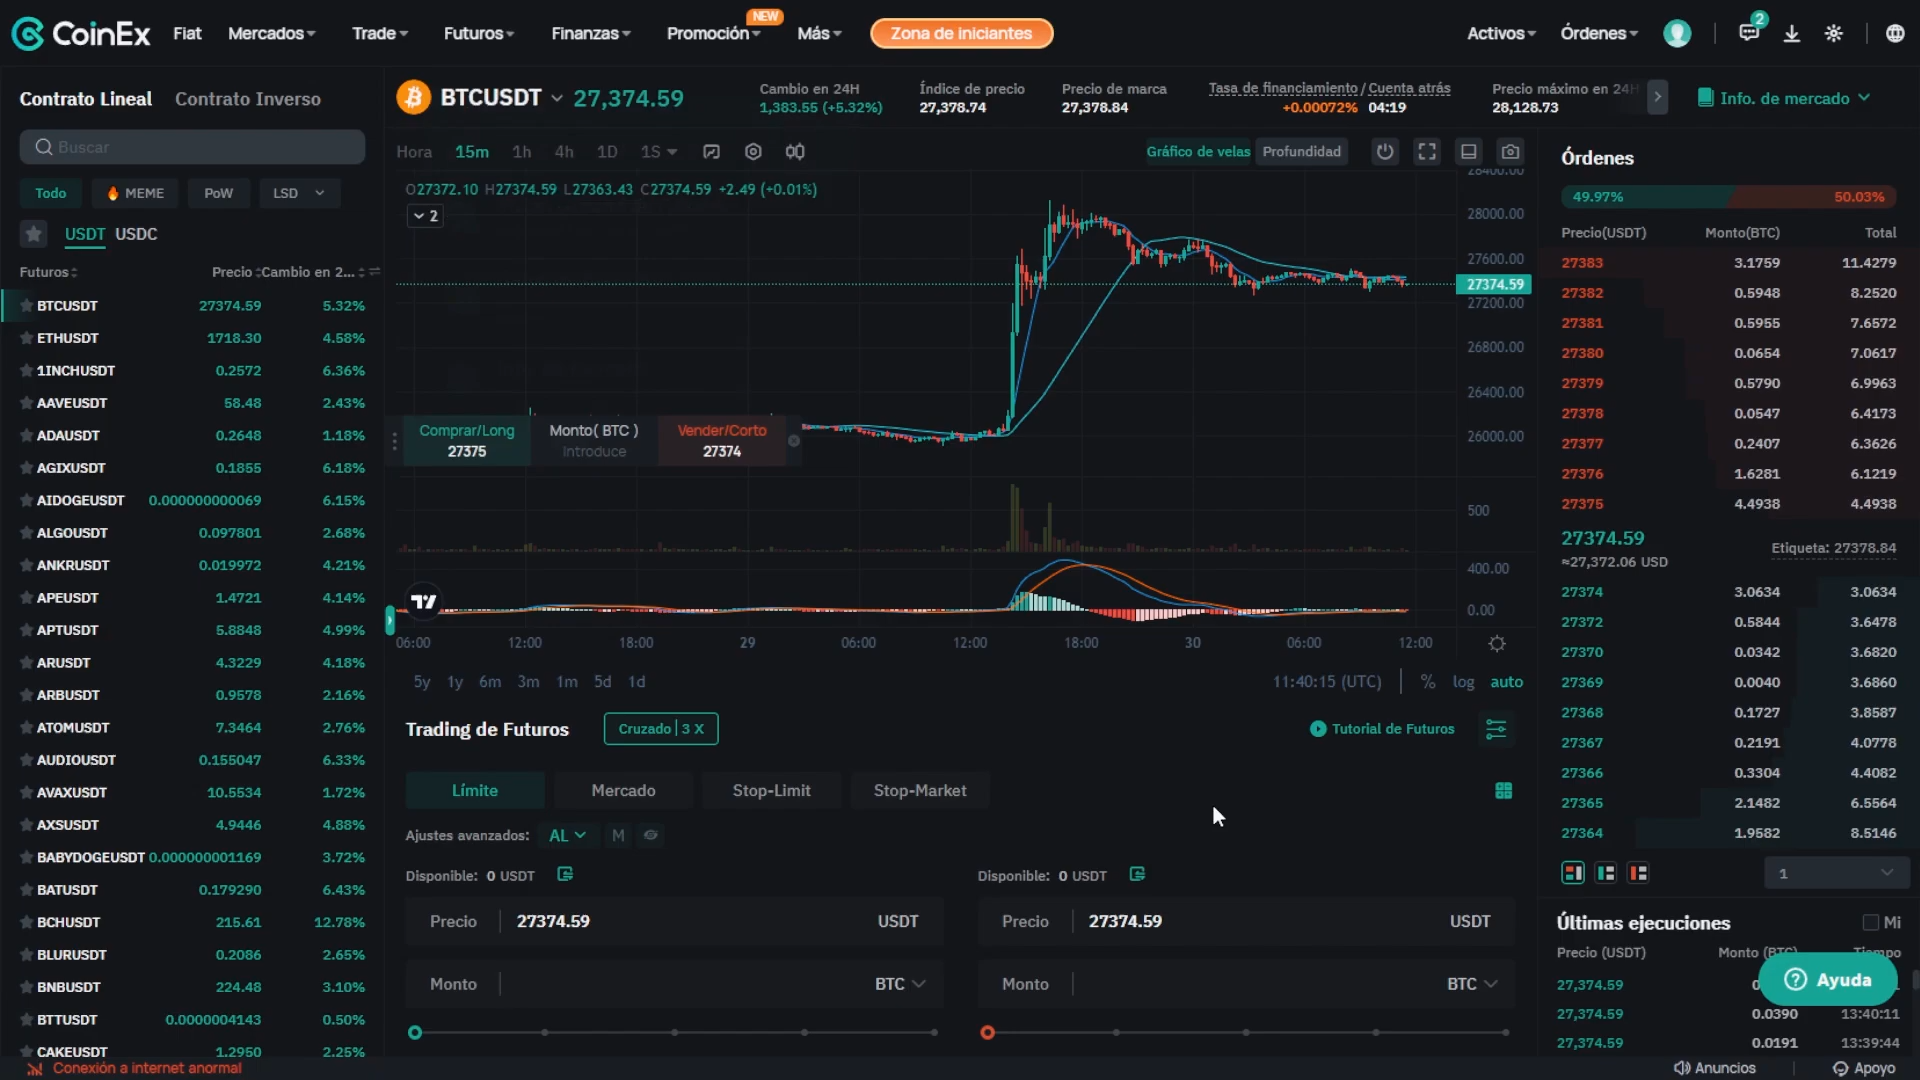 CoinEx Fiat Mercados Trade Futuros Finanzas Promoción NEW Más Zona de iniciantes Activos Órdenes 2
Contrato Lineal Contrato Inverso
Buscar
Todo MEME PoW LSD
USDT USDC
Futuros Precio Cambio en 2...
BTCUSDT 27374.59 5.32%
ETHUSDT 1718.30 4.58%
1INCHUSDT 0.2572 6.36%
AAVEUSDT 58.48 2.43%
ADAUSDT 0.2648 1.18%
AGIXUSDT 0.1855 6.18%
AIDOGEUSDT 0.000000000069 6.15%
ALGOUSDT 0.097801 2.68%
ANKRUSDT 0.019972 4.21%
APEUSDT 1.4721 4.14%
APTUSDT 5.8848 4.99%
ARUSDT 4.3229 4.18%
ARBUSDT 0.9578 2.16%
ATOMUSDT 7.3464 2.76%
AUDIOUSDT 0.155047 6.33%
AVAXUSDT 10.5534 1.72%
AXSUSDT 4.9446 4.88%
BABYDOGEUSDT 0.000000001169 3.72%
BATUSDT 0.179290 6.43%
BCHUSDT 215.61 12.78%
BLURUSDT 0.2086 2.65%
BNBUSDT 224.48 3.10%
BTTUSDT 0.0000004143 0.50%
CAKEUSDT 1.2950 2.25%
Conexión a internet anormal
BTCUSDT 27,374.59
Cambio en 24H
1,383.55 (+5.32%)
Índice de precio
27,378.74
Precio de marca
27,378.84
Tasa de financiamiento / Cuenta atrás
+0.00072% 04:19
Precio máximo en 24H
28,128.73
Info. de mercado
Hora 15m 1h 4h 1D 1S
Gráfico de velas Profundidad
O27372.10 H27374.59 L27363.43 C27374.59 +2.49 (+0.01%)
2
28400.00
28000.00
27600.00
27374.59
27200.00
26800.00
26400.00
26000.00
500
400.00
0.00
Comprar/Long
27375
Monto( BTC )
Introduce
Vender/Corto
27374
06:00 12:00 18:00 29 06:00 12:00 18:00 30 06:00 12:00
5y 1y 6m 3m 1m 5d 1d
11:40:15 (UTC) % log auto
Trading de Futuros Cruzado | 3 X Tutorial de Futuros
Límite Mercado Stop-Limit Stop-Market
Ajustes avanzados: AL M
Disponible: 0 USDT Disponible: 0 USDT
Precio 27374.59 USDT Precio 27374.59 USDT
Monto BTC Monto BTC
Órdenes
49.97% 50.03%
Precio(USDT) Monto(BTC) Total
27383 3.1759 11.4279
27382 0.5948 8.2520
27381 0.5955 7.6572
27380 0.0654 7.0617
27379 0.5790 6.9963
27378 0.0547 6.4173
27377 0.2407 6.3626
27376 1.6281 6.1219
27375 4.4938 4.4938
27374.59
≈27,372.06 USD Etiqueta: 27378.84
27374 3.0634 3.0634
27372 0.5844 3.6478
27370 0.0342 3.6820
27369 0.0040 3.6860
27368 0.1727 3.8587
27367 0.2191 4.0778
27366 0.3304 4.4082
27365 2.1482 6.5564
27364 1.9582 8.5146
1
Últimas ejecuciones Mi
Precio (USDT) Monto (BTC) Tiempo
27,374.59
27,374.59 0.0390 13:40:11
27,374.59 0.0191 13:39:44
Ayuda
Anuncios Apoyo